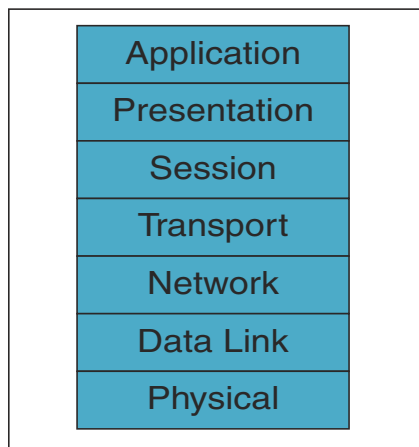 Application
Presentation
Session
Transport
Network
Data Link
Physical